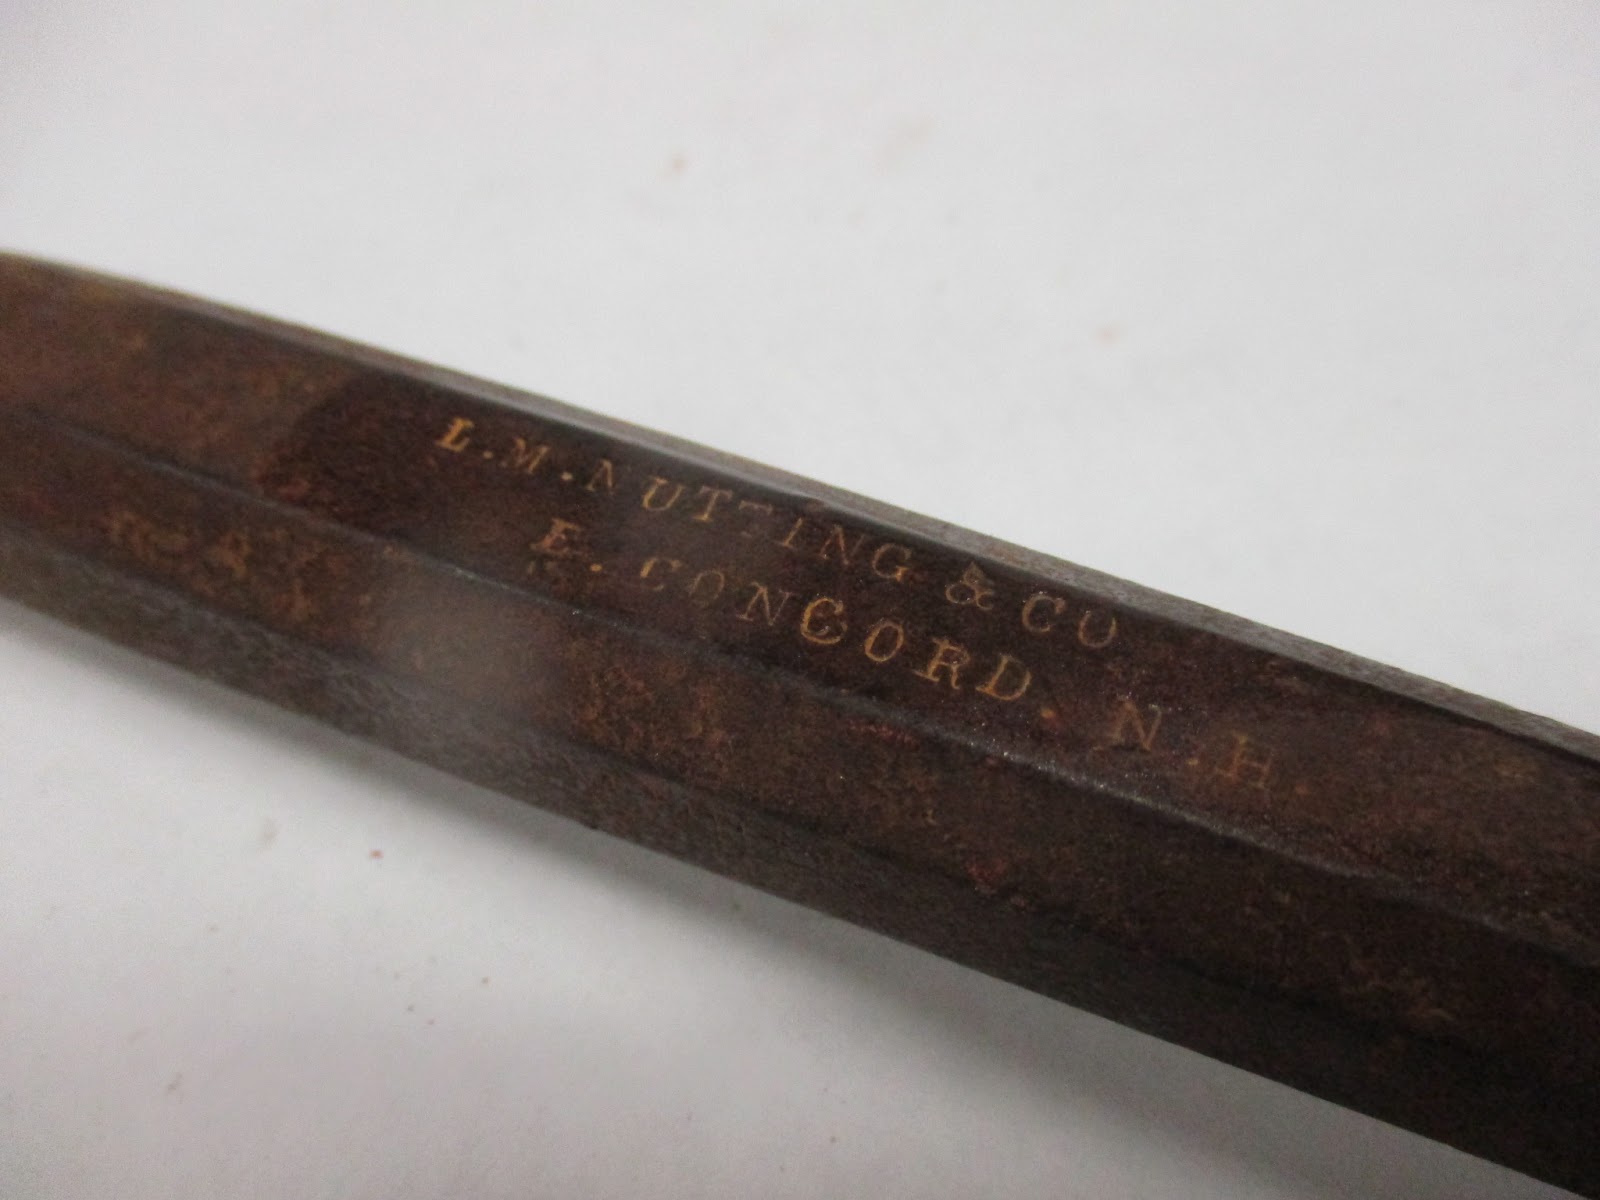 L.M.NUTTING & CO
E. CONCORD. N.H.